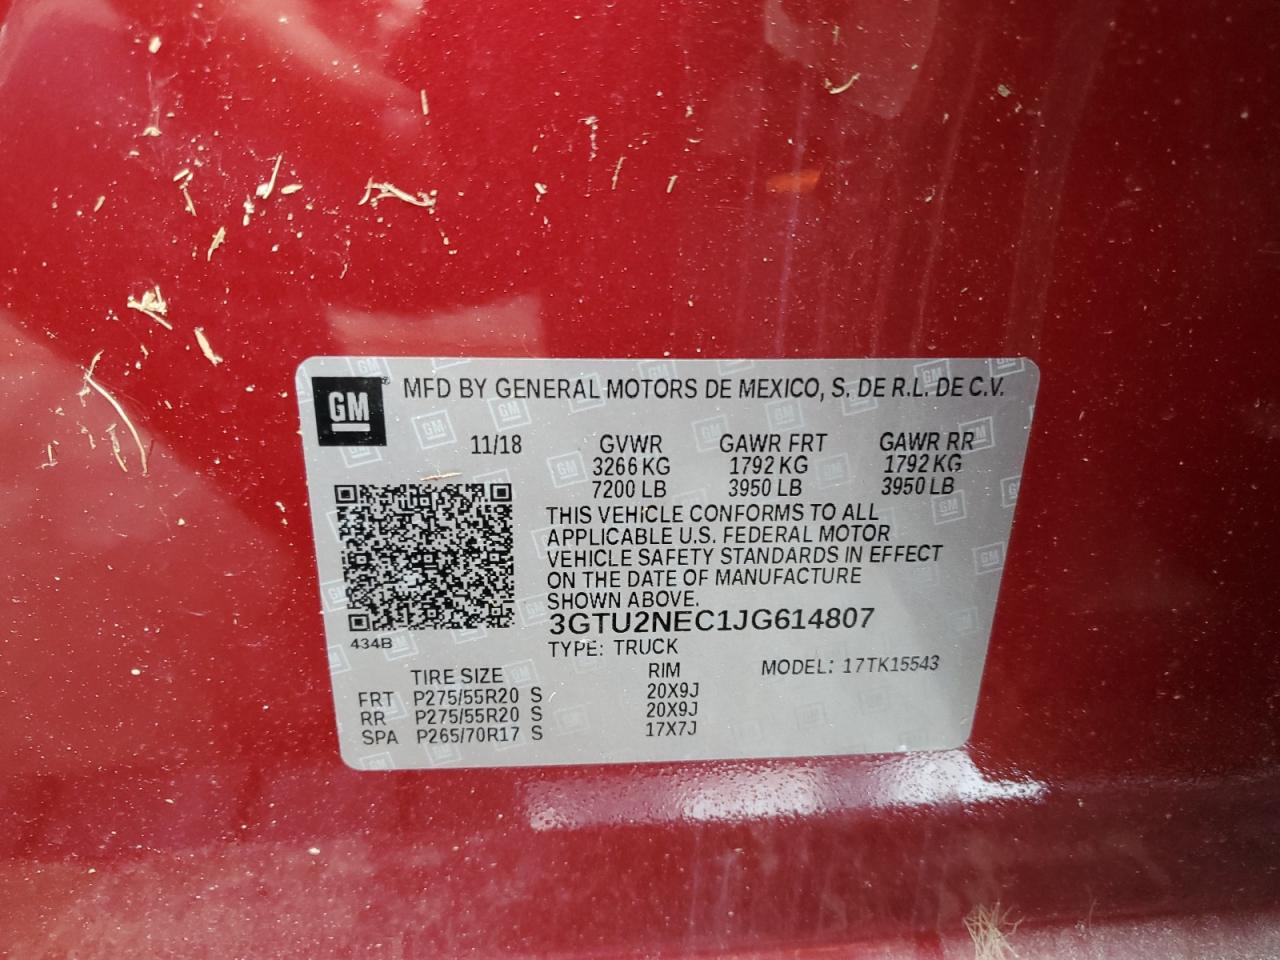 GM ® MFD BY GENERAL MOTORS DE MEXICO, S. DE R.L. DE C.V.
11/18 GVWR GAWR FRT GAWR RR
3266 KG 1792 KG 1792 KG
7200 LB 3950 LB 3950 LB
THIS VEHICLE CONFORMS TO ALL
APPLICABLE U.S. FEDERAL MOTOR
VEHICLE SAFETY STANDARDS IN EFFECT
ON THE DATE OF MANUFACTURE
SHOWN ABOVE.
3GTU2NEC1JG614807
434B
TYPE: TRUCK MODEL: 17TK15543
TIRE SIZE RIM
FRT P275/55R20 S 20X9J
RR P275/55R20 S 20X9J
SPA P265/70R17 S 17X7J